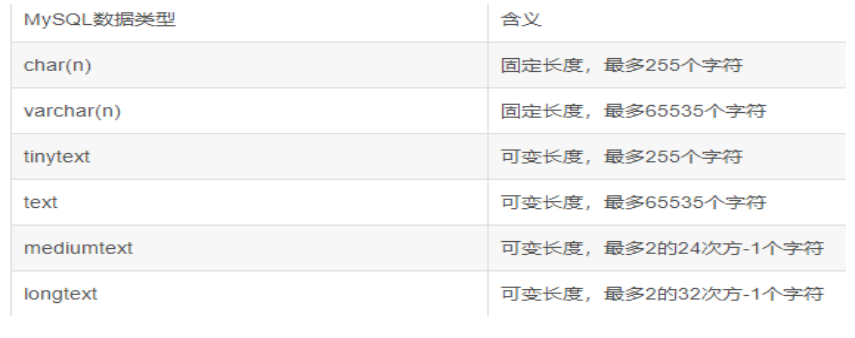 MySQL数据类型 含义
char(n) 固定长度，最多255个字符
varchar(n) 固定长度，最多65535个字符
tinytext 可变长度，最多255个字符
text 可变长度，最多65535个字符
mediumtext 可变长度，最多2的24次方-1个字符
longtext 可变长度，最多2的32次方-1个字符